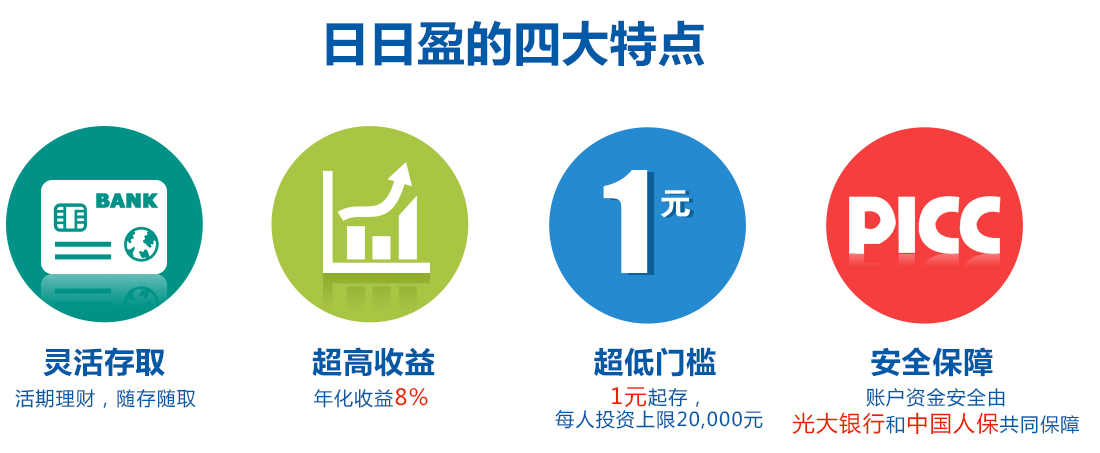 日日盈的四大特点
BANK
1元
PICC
灵活存取
活期理财，随存随取
超高收益
年化收益8%
超低门槛
1元起存，
每人投资上限20,000元
安全保障
账户资金安全由
光大银行和中国人保共同保障